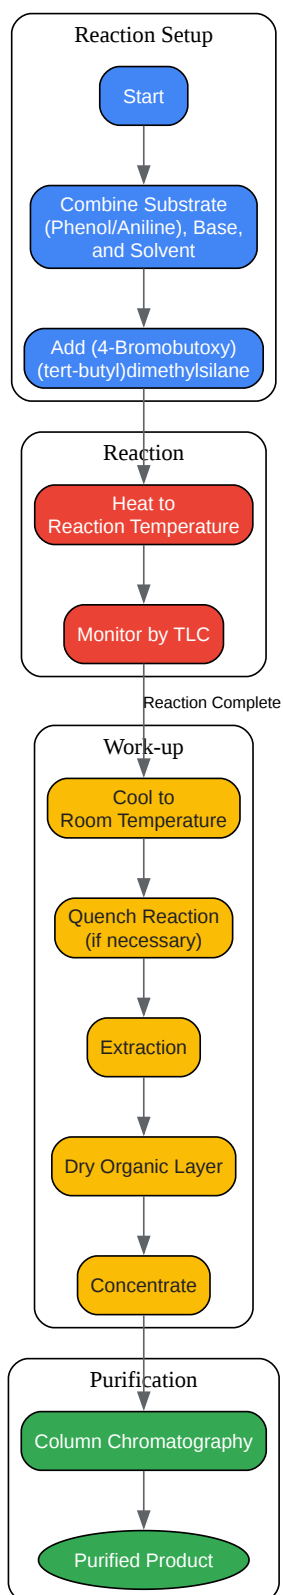 Reaction Setup
Start
Combine Substrate
(Phenol/Aniline), Base,
and Solvent
Add (4-Bromobutoxy)
(tert-butyl)dimethylsilane
Reaction
Heat to
Reaction Temperature
Monitor by TLC
Reaction Complete
Work-up
Cool to
Room Temperature
Quench Reaction
(if necessary)
Extraction
Dry Organic Layer
Concentrate
Purification
Column Chromatography
Purified Product